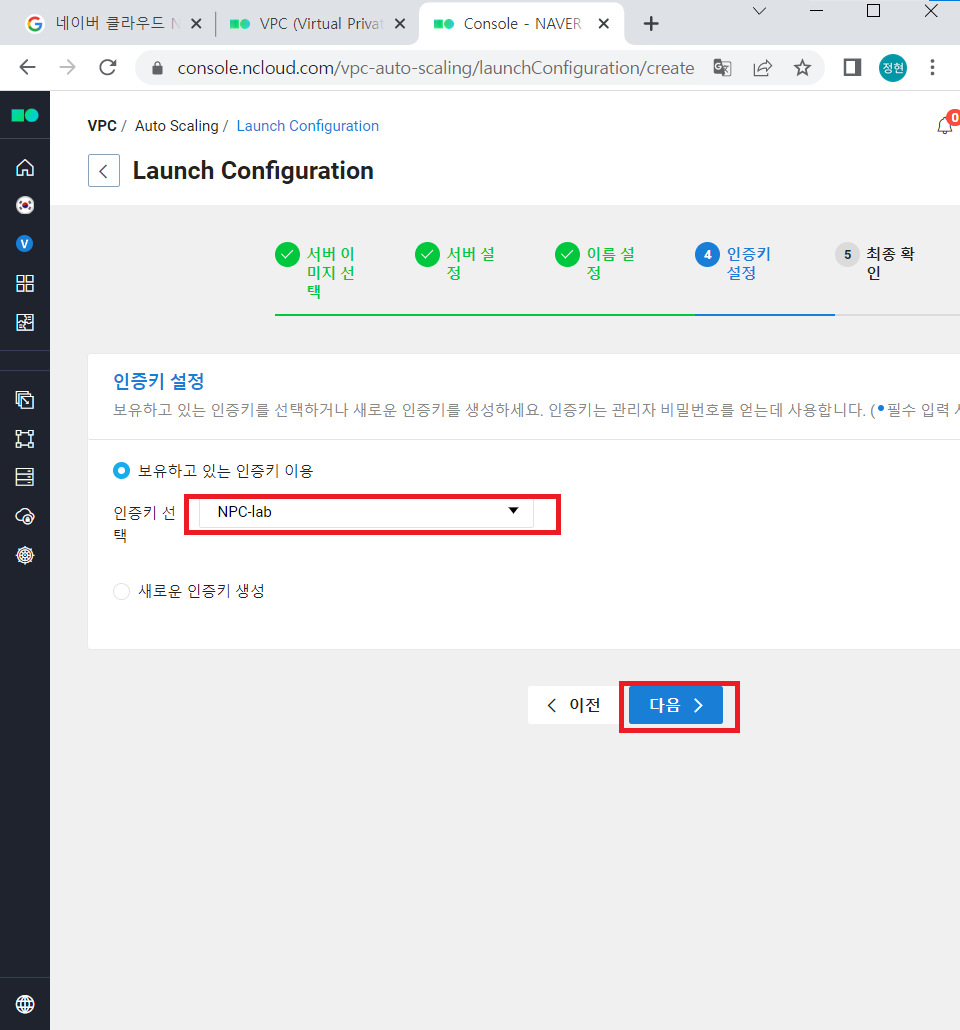 네이버 클라우드 N
VPC (Virtual Privat
Console - NAVER
console.ncloud.com/vpc-auto-scaling/launchConfiguration/create
정현
VPC / Auto Scaling / Launch Configuration
0
Launch Configuration
V
서버 이
미지 선
택
서버 설
정
이름 설
정
4 인증키
설정
5 최종 확
인
인증키 설정
보유하고 있는 인증키를 선택하거나 새로운 인증키를 생성하세요. 인증키는 관리자 비밀번호를 얻는데 사용합니다. (•필수 입력
보유하고 있는 인증키 이용
인증키 선
택
NPC-lab
새로운 인증키 생성
이전
다음